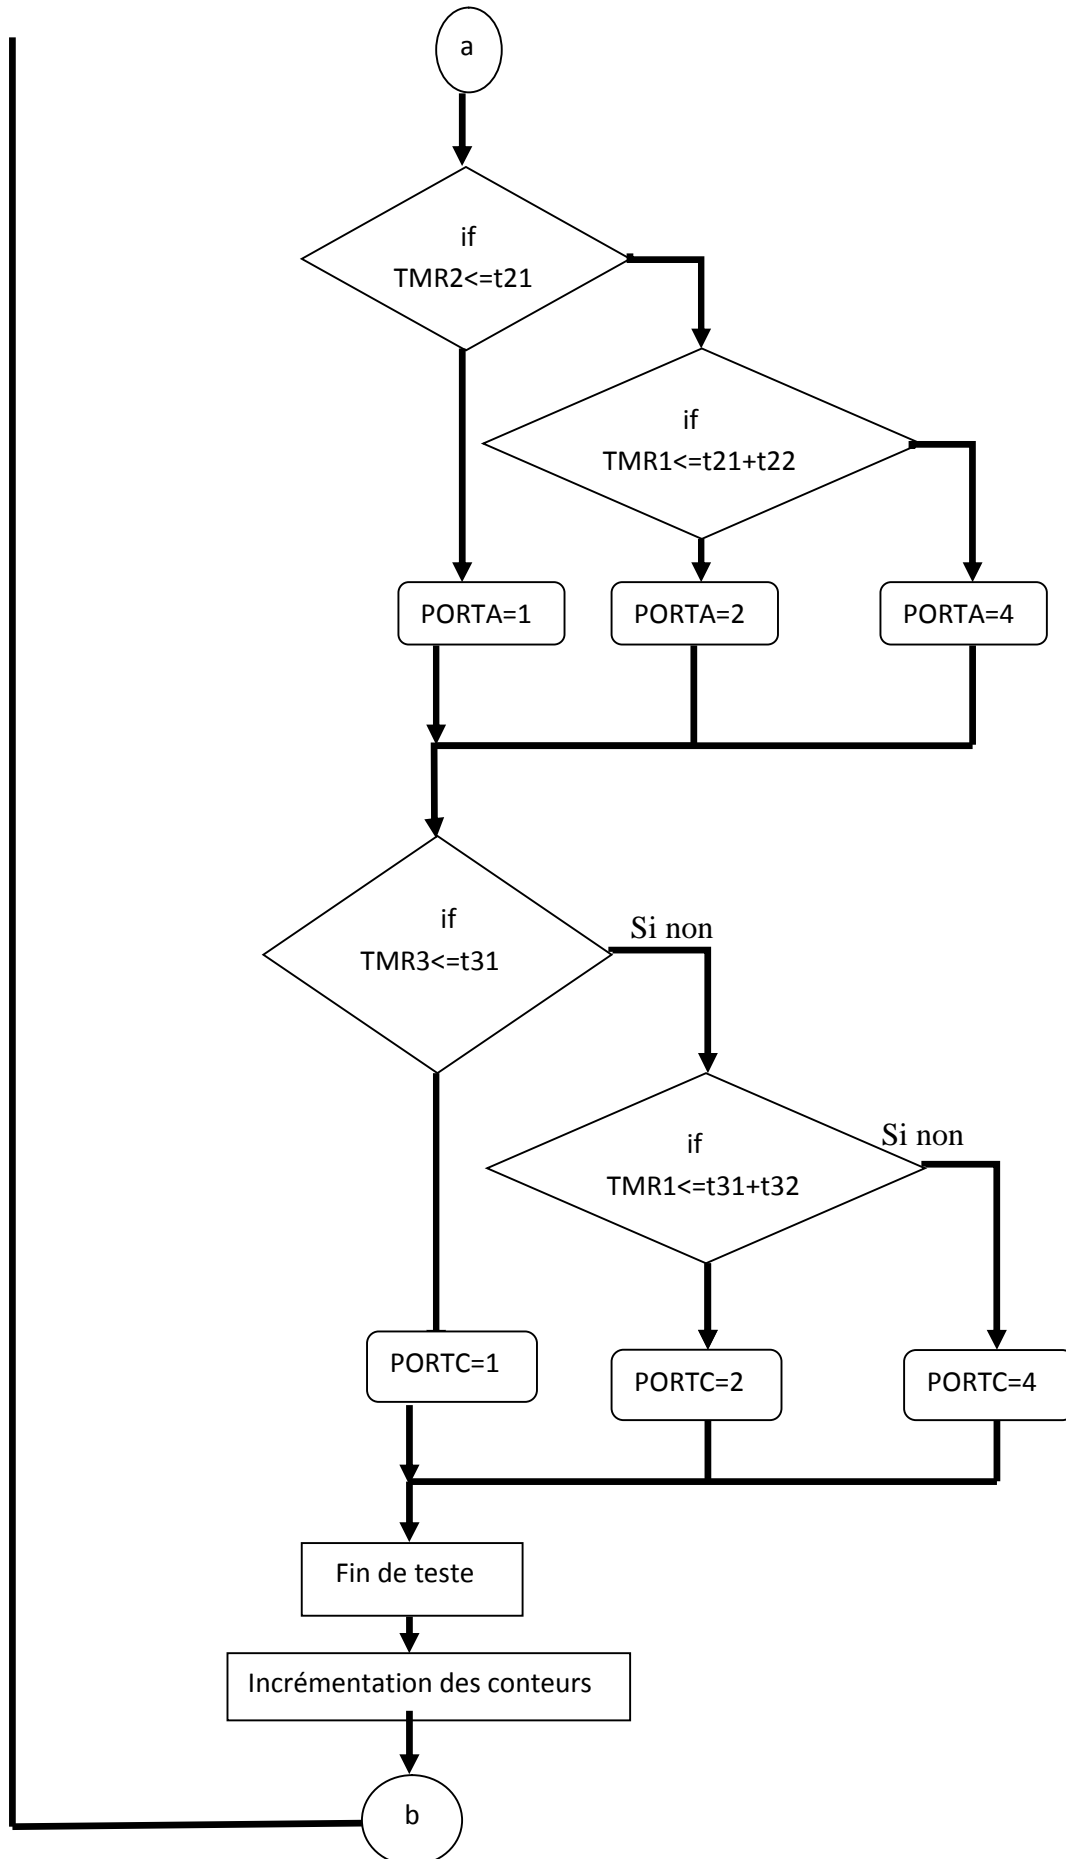 a
if
TMR2<=t21
if
TMR1<=t21+t22
PORTA=1
PORTA=2
PORTA=4
if
TMR3<=t31
Si non
if
TMR1<=t31+t32
Si non
PORTC=1
PORTC=2
PORTC=4
Fin de teste
Incrémentation des conteurs
b